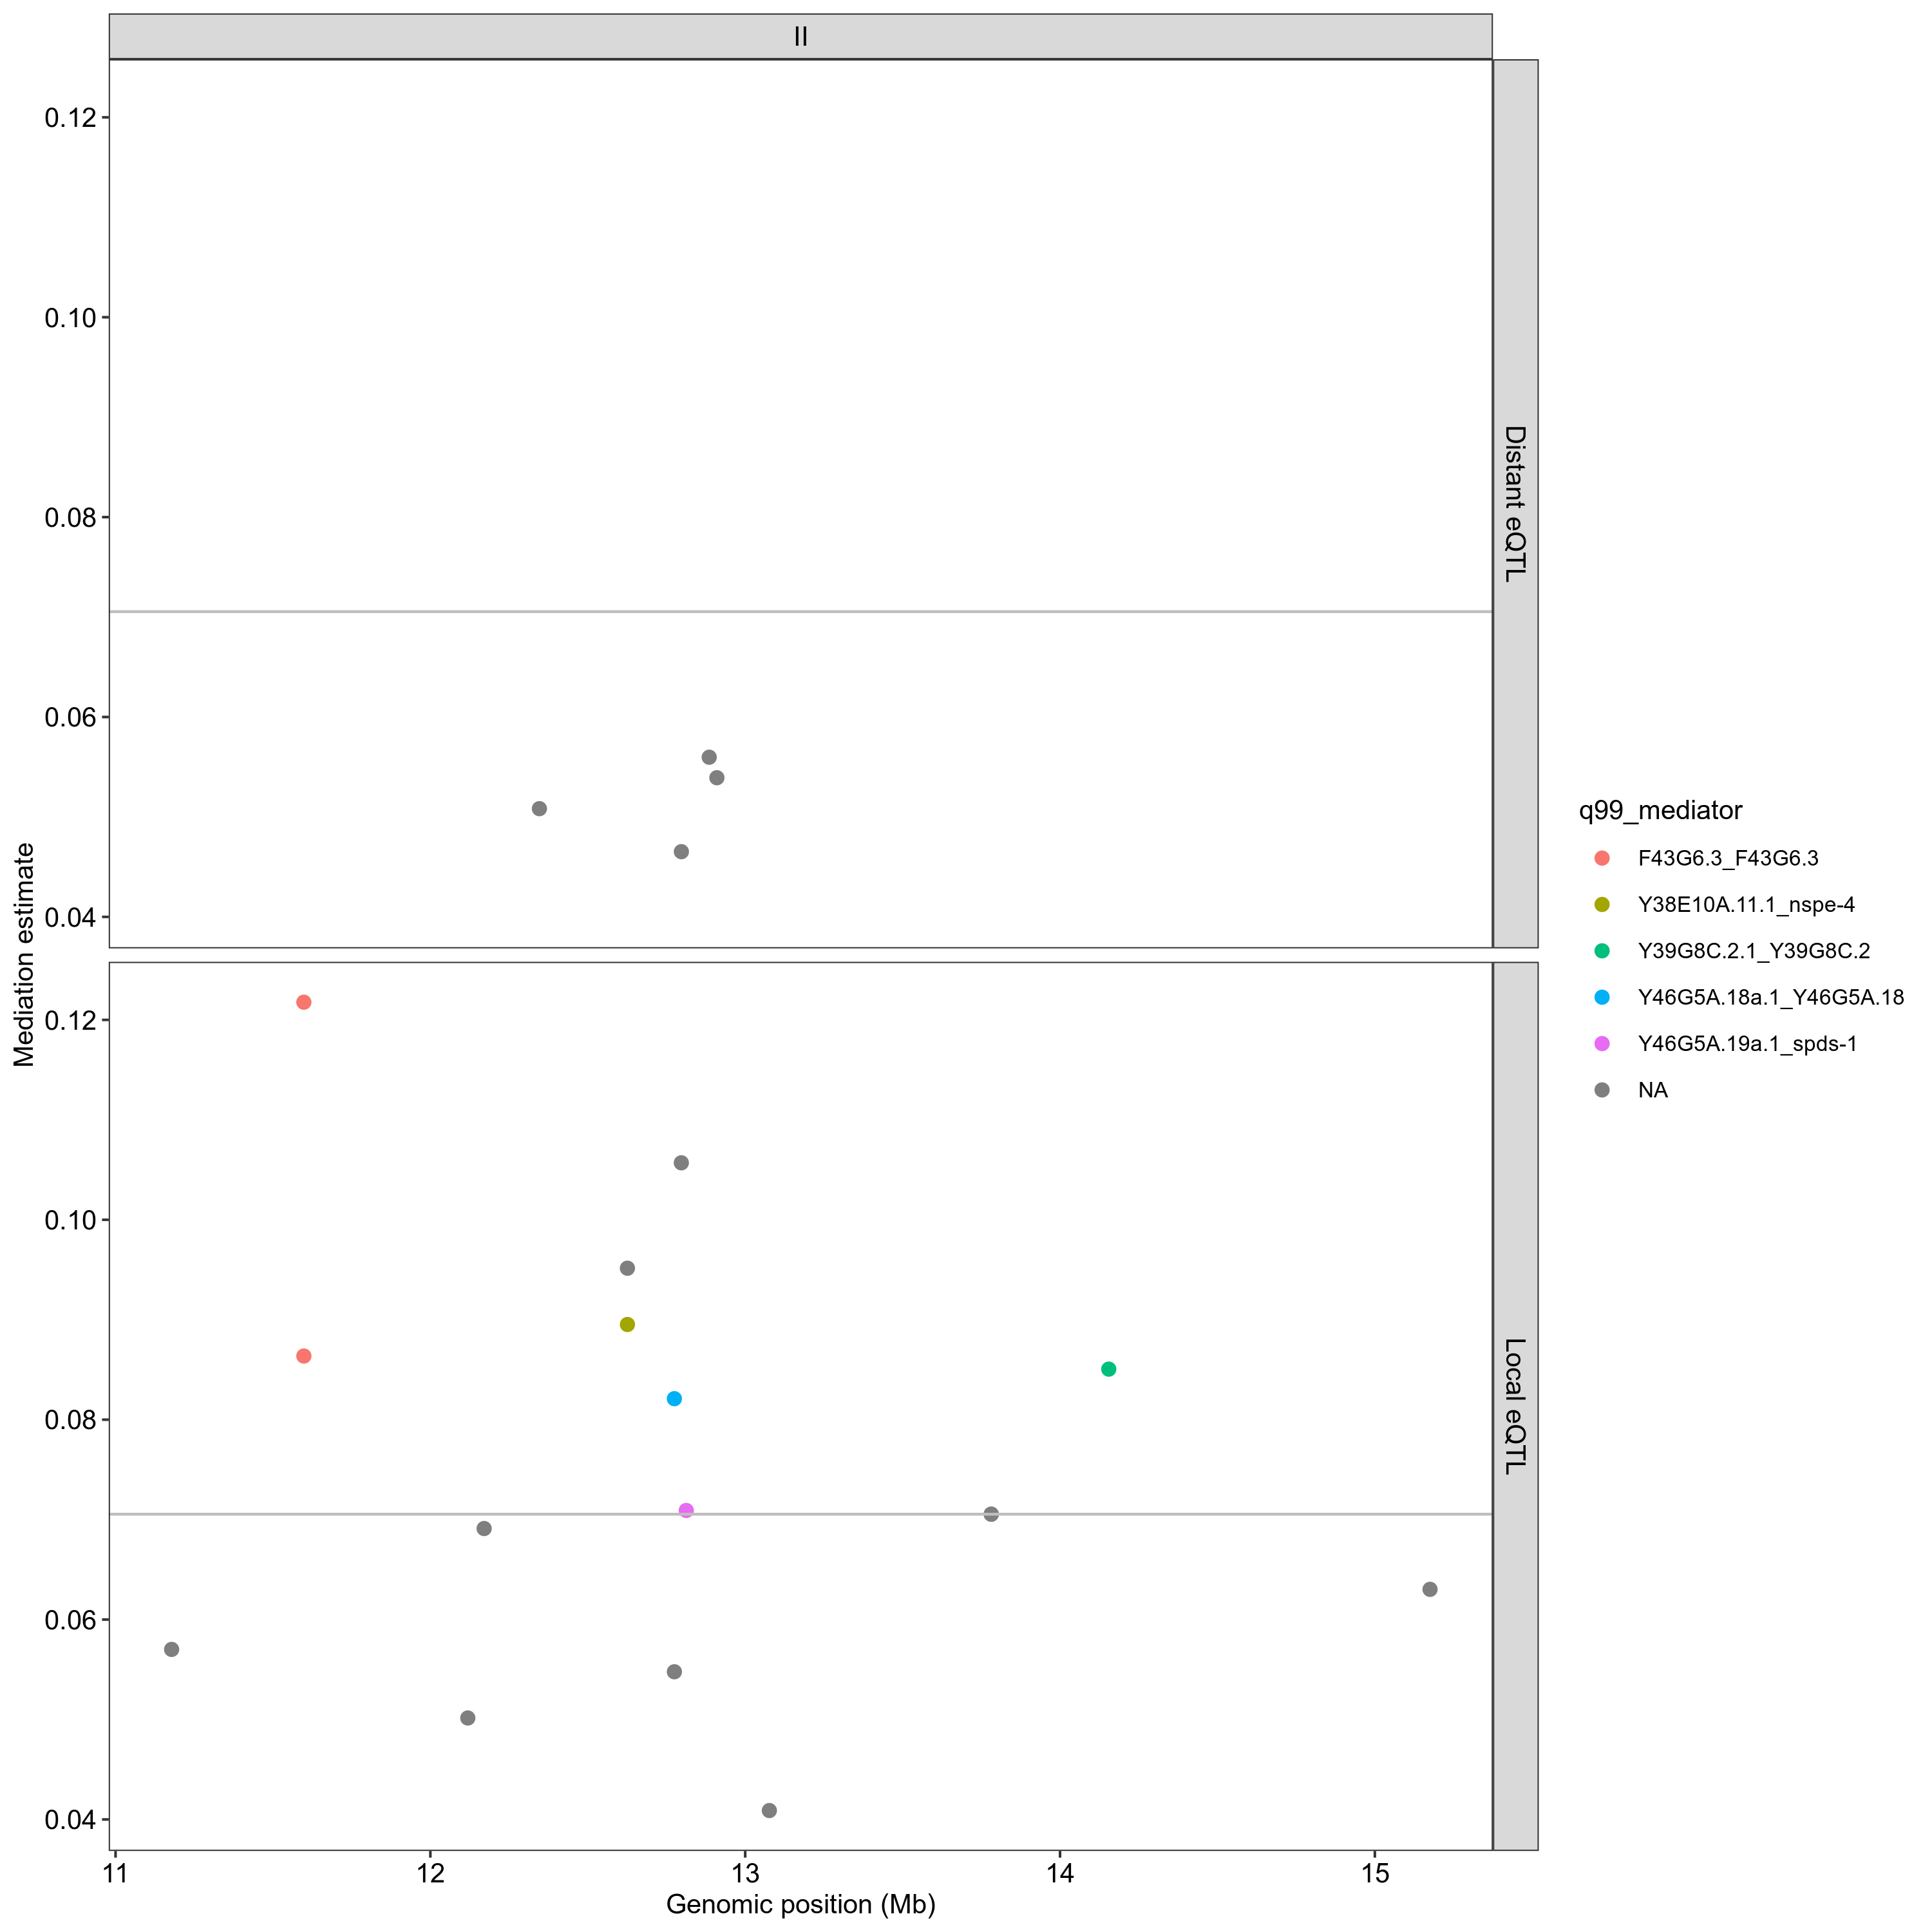 II
0.12
0.10
0.08
0.06
0.04
Distant eQTL
Mediation estimate
0.12
0.10
0.08
0.06
0.04
Local eQTL
11 12 13 14 15
Genomic position (Mb)
q99_mediator
F43G6.3_F43G6.3
Y38E10A.11.1_nspe-4
Y39G8C.2.1_Y39G8C.2
Y46G5A.18a.1_Y46G5A.18
Y46G5A.19a.1_spds-1
NA